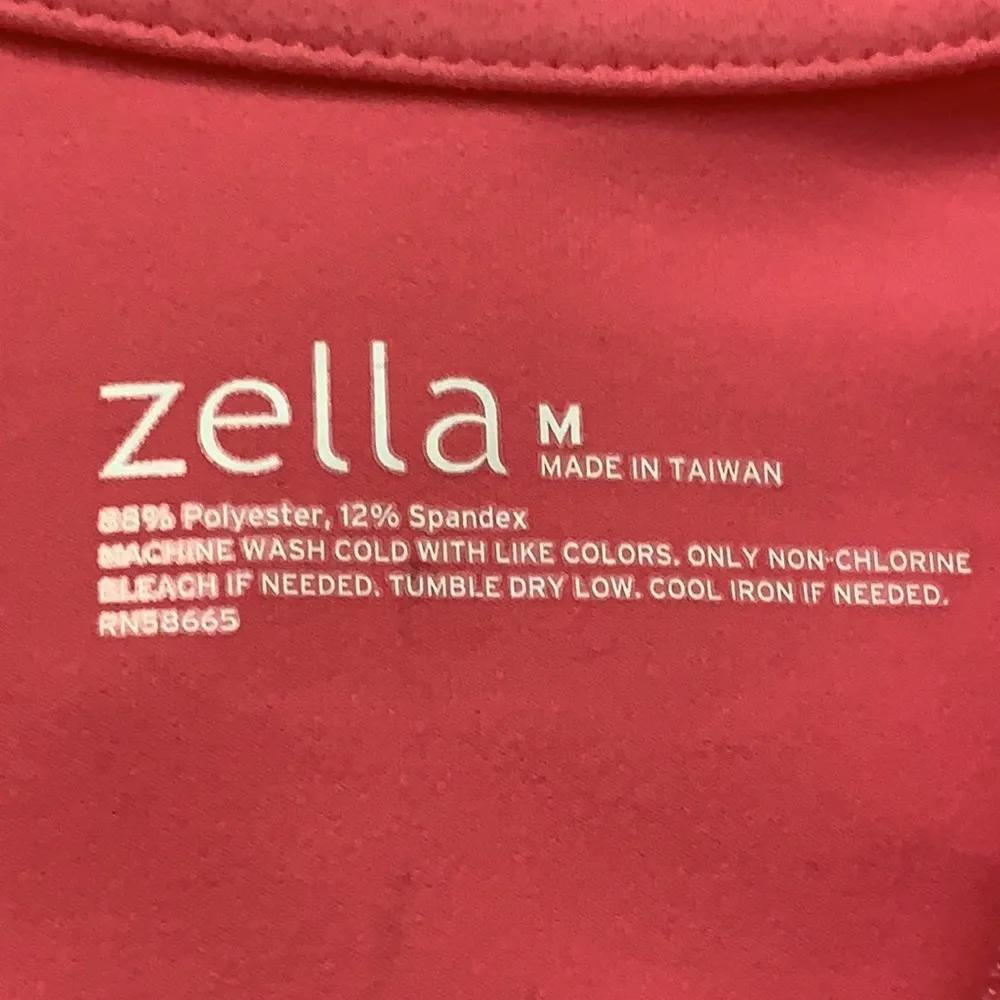 zella M
MADE IN TAIWAN
88% Polyester, 12% Spandex
MACHINE WASH COLD WITH LIKE COLORS. ONLY NON-CHLORINE
BLEACH IF NEEDED. TUMBLE DRY LOW. COOL IRON IF NEEDED.
RN58665